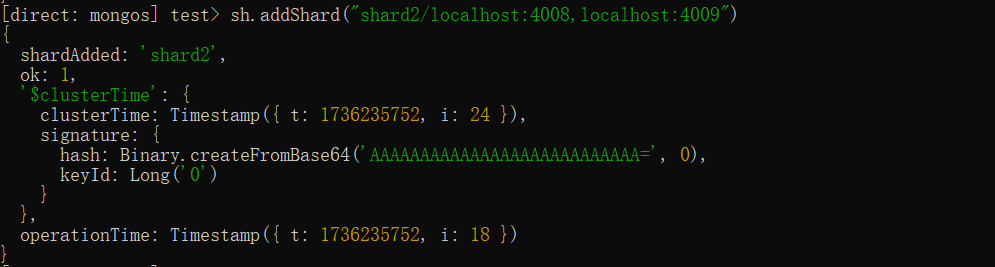 [direct: mongos] test> sh.addShard("shard2/localhost:4008,localhost:4009")
{
  shardAdded: 'shard2',
  ok: 1,
  '$clusterTime': {
    clusterTime: Timestamp({ t: 1736235752, i: 24 }),
    signature: {
      hash: Binary.createFromBase64('AAAAAAAAAAAAAAAAAAAAAAAAAAA=', 0),
      keyId: Long('0')
    }
  },
  operationTime: Timestamp({ t: 1736235752, i: 18 })
}